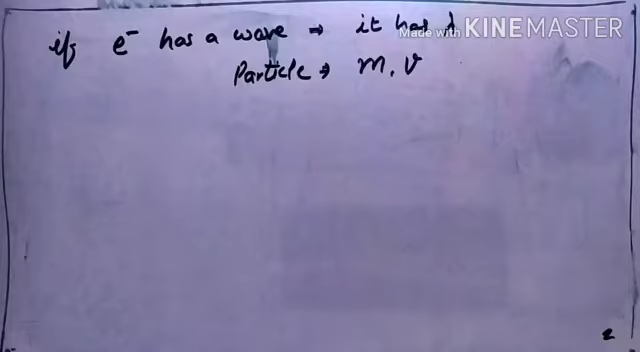 if e⁻ has a wave ⇒ it has λ
Made with KINEMASTER
Particle ⇒ m, v
2